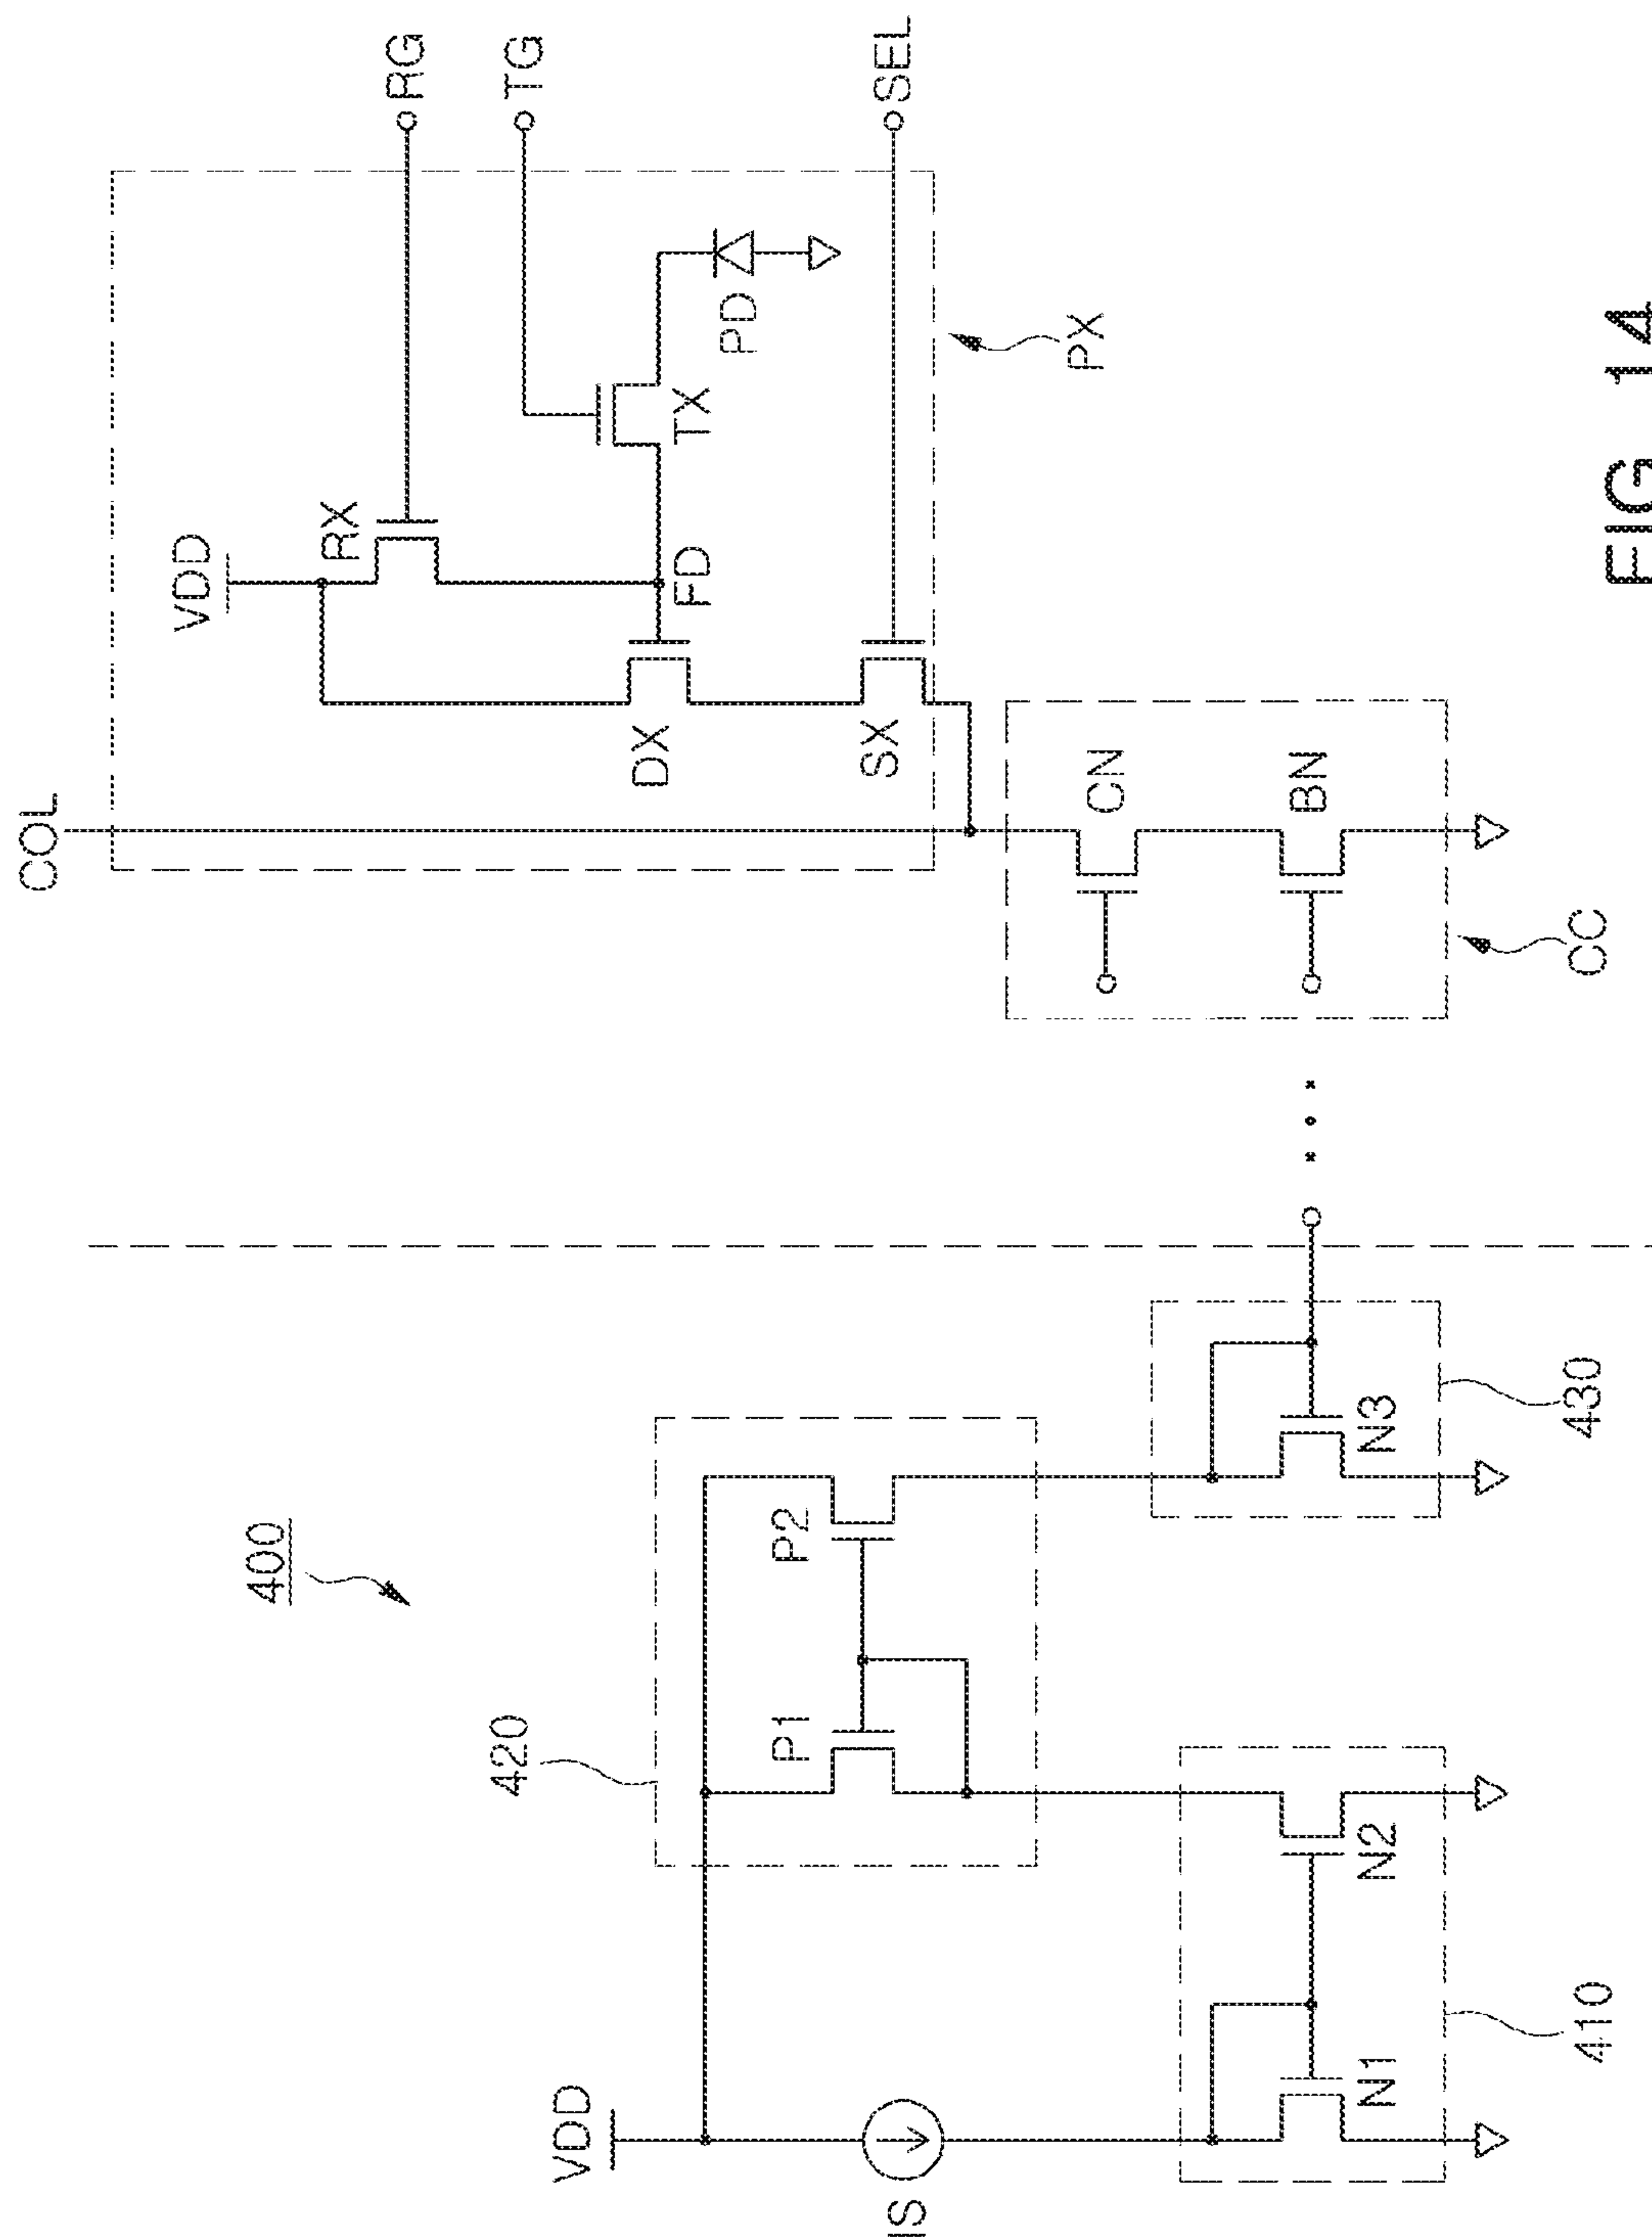 COL
VDD
400
RX
RG
420
TG
VDD
DX
FD
TX
PD
P1
P2
SX
SEL
IS
PX
CN
BN
N1
N2
N3
410
430
CC
FIG 14